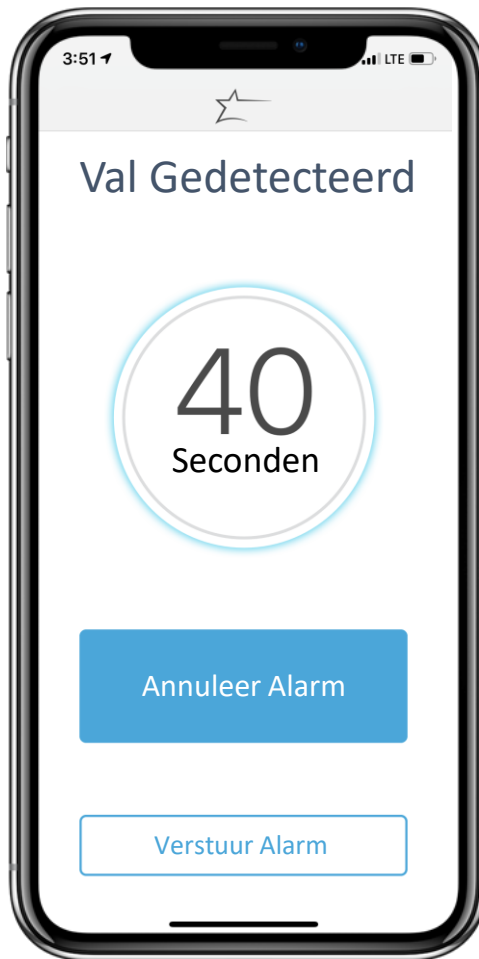 3:51 LTE
Val Gedetecteerd
40
Seconden
Annuleer Alarm
Verstuur Alarm